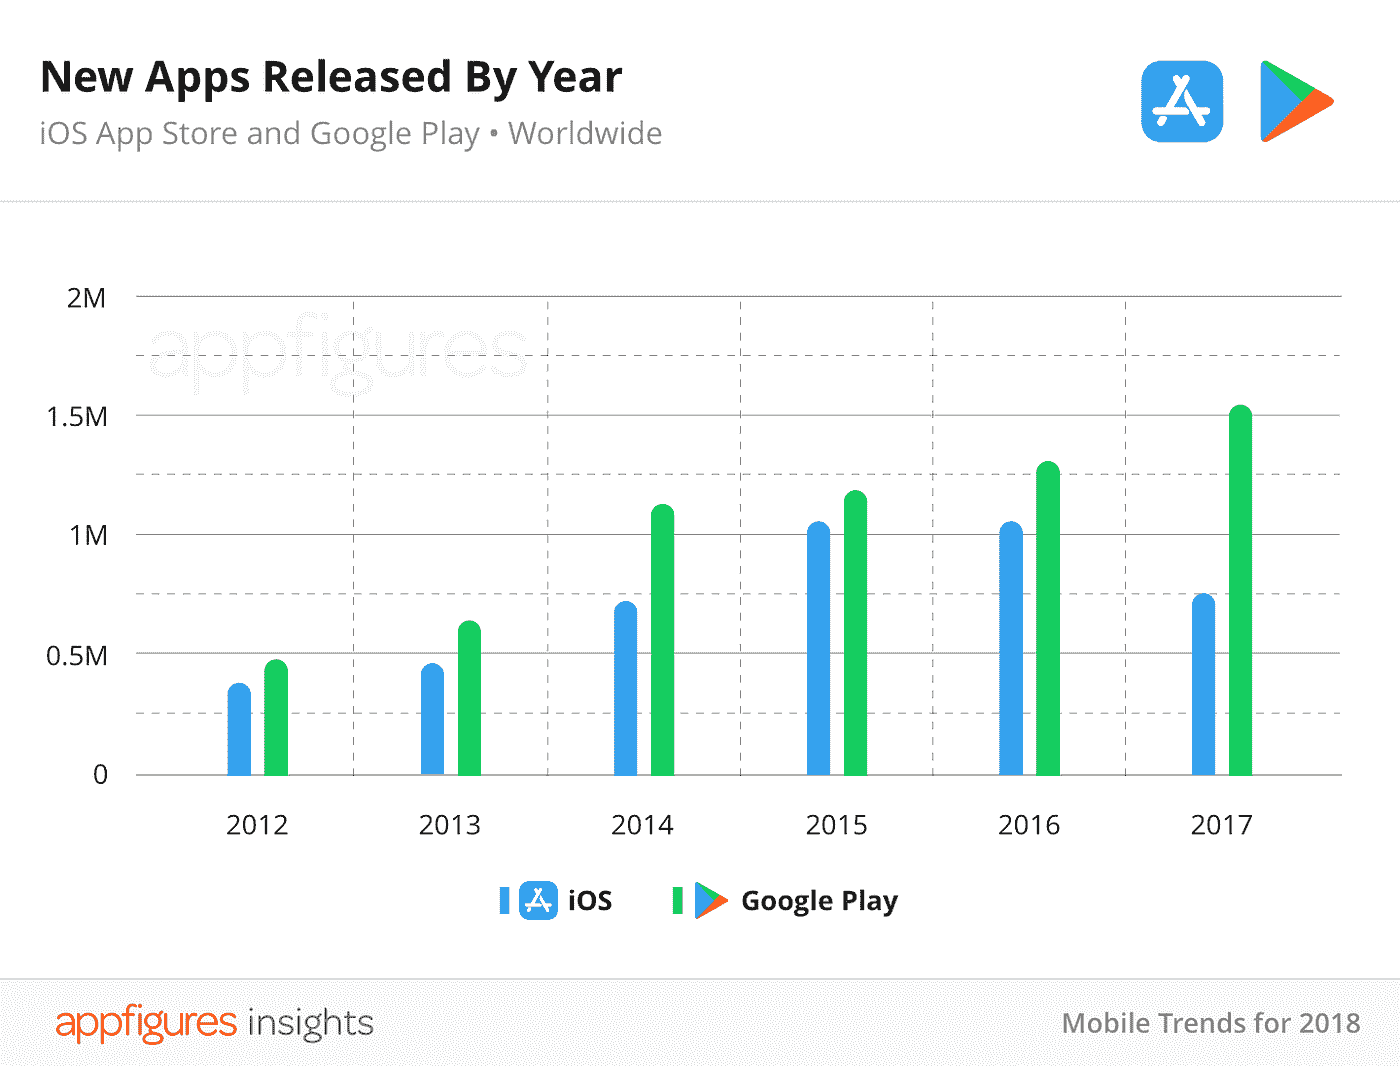 New Apps Released By Year
iOS App Store and Google Play • Worldwide
2M
appfigures
1.5M
1M
0.5M
0
2012 2013 2014 2015 2016 2017
iOS Google Play
appfigures insights Mobile Trends for 2018